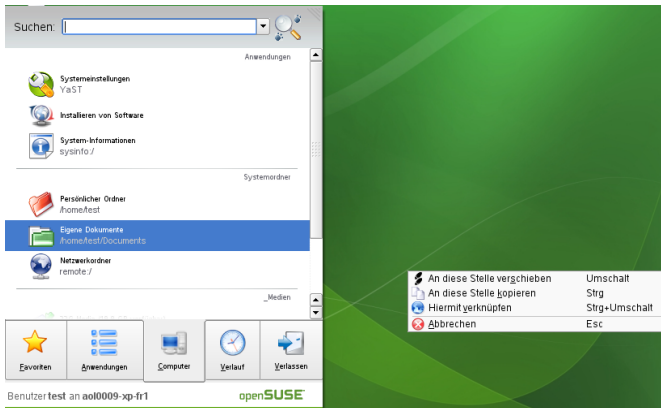 Suchen:
Anwendungen
Systemeinstellungen
YaST
Installieren von Software
System-Informationen
sysinfo:/
Systemordner
Persönlicher Ordner
/home/test
Eigene Dokumente
/home/test/Documents
Netzwerkordner
remote:/
_Medien
Favoriten
Anwendungen
Computer
Verlauf
Verlassen
Benutzer test an aol0009-xp-fr1
openSUSE
An diese Stelle verschieben Umschalt
An diese Stelle kopieren Strg
Hiermit verknüpfen Strg+Umschalt
Abbrechen Esc